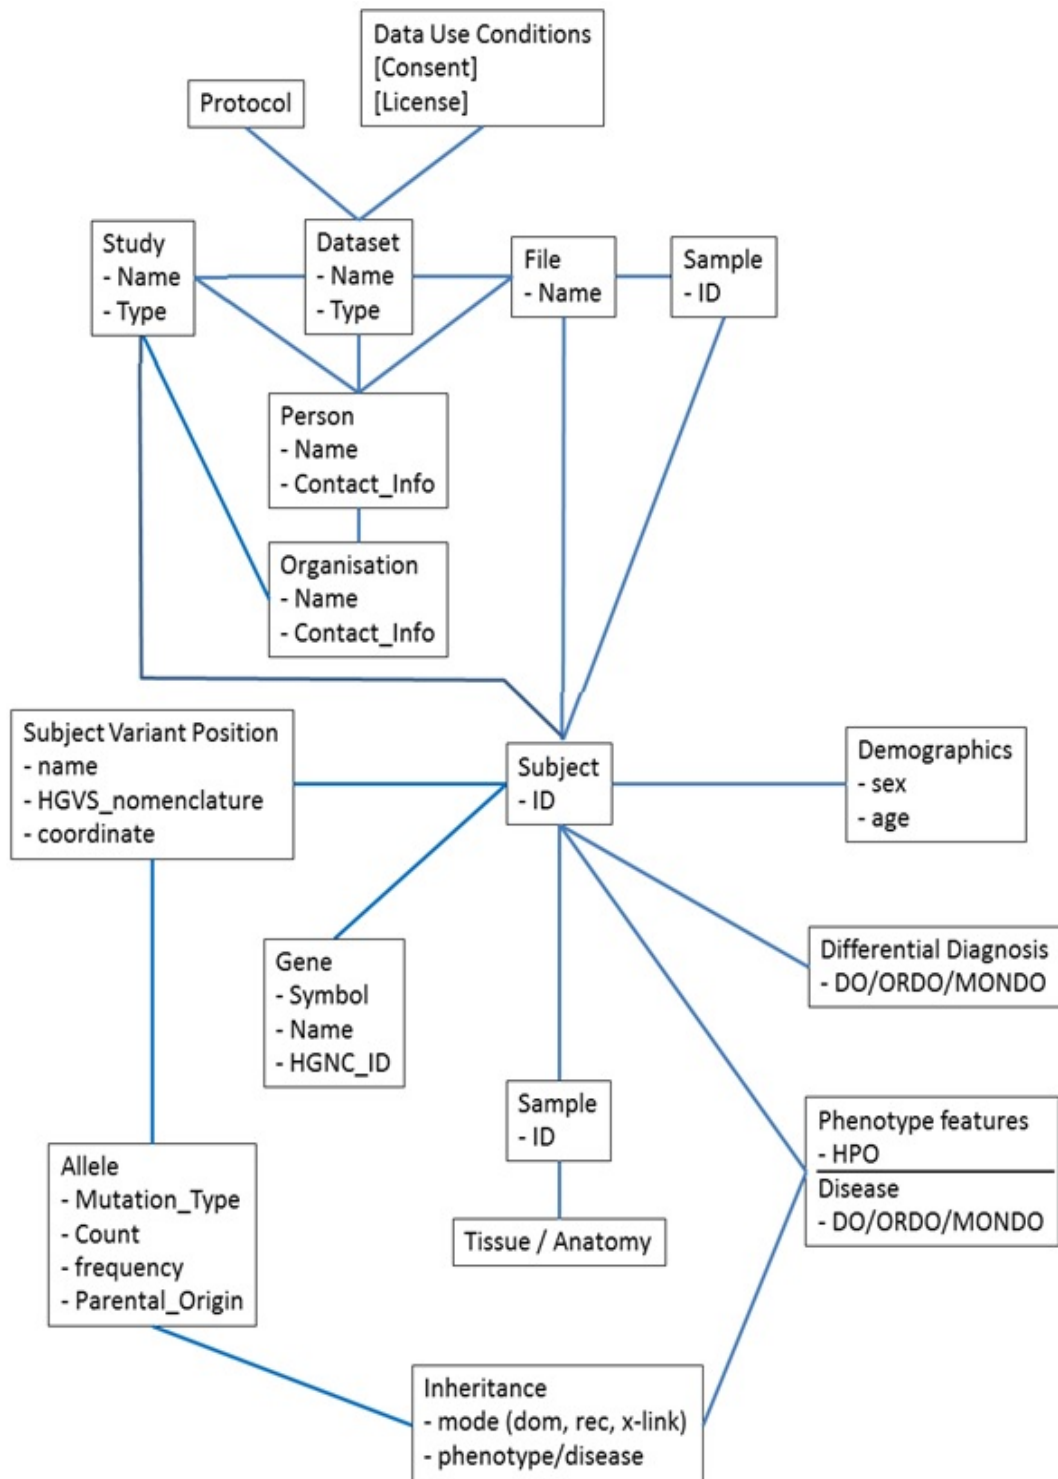 Data Use Conditions
[Consent]
[License]
Protocol
Study
- Name
- Type
Dataset
- Name
- Type
File
- Name
Sample
- ID
Person
- Name
- Contact_Info
Organisation
- Name
- Contact_Info
Subject Variant Position
- name
- HGVS_nomenclature
- coordinate
Subject
- ID
Demographics
- sex
- age
Gene
- Symbol
- Name
- HGNC_ID
Differential Diagnosis
- DO/ORDO/MONDO
Sample
- ID
Phenotype features
- HPO
Disease
- DO/ORDO/MONDO
Allele
- Mutation_Type
- Count
- frequency
- Parental_Origin
Tissue / Anatomy
Inheritance
- mode (dom, rec, x-link)
- phenotype/disease